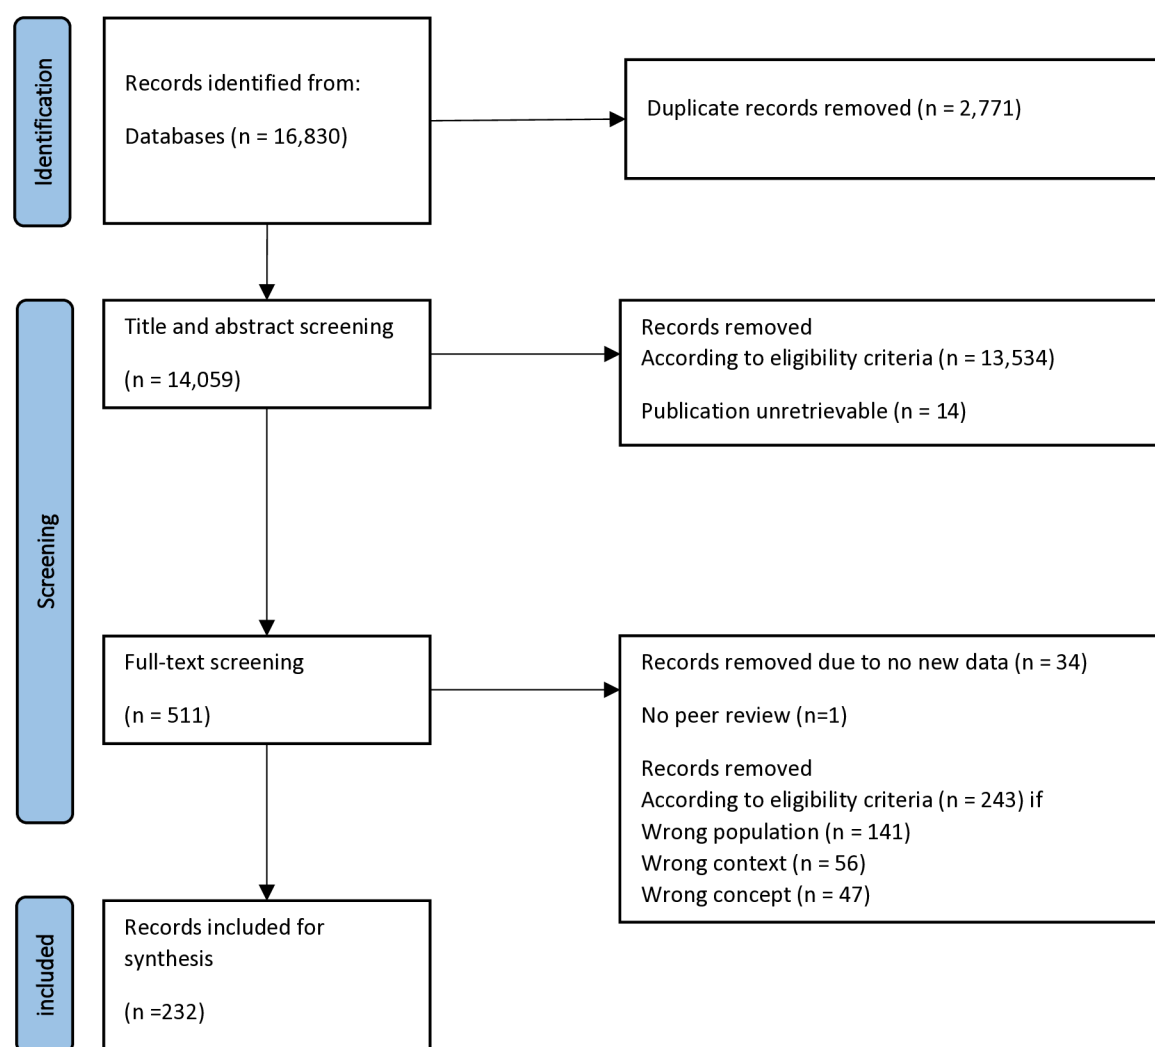 Identification
Records identified from:
Databases (n = 16,830)
Duplicate records removed (n = 2,771)
Screening
Title and abstract screening
(n = 14,059)
Records removed
According to eligibility criteria (n = 13,534)
Publication unretrievable (n = 14)
Full-text screening
(n = 511)
Records removed due to no new data (n = 34)
No peer review (n=1)
Records removed
According to eligibility criteria (n = 243) if
Wrong population (n = 141)
Wrong context (n = 56)
Wrong concept (n = 47)
included
Records included for
synthesis
(n =232)